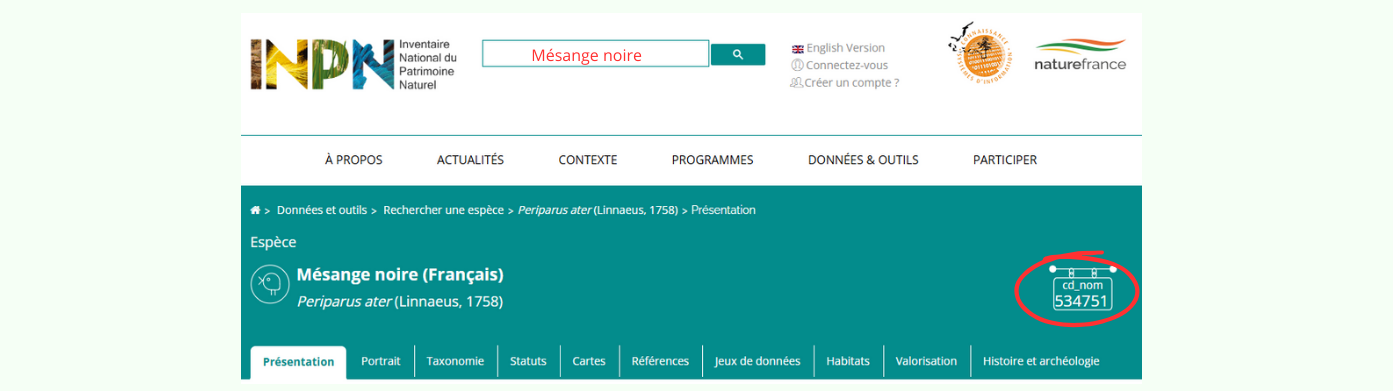 INPN
Inventaire
National du
Patrimoine
Naturel
Mésange noire
English Version
Connectez-vous
Créer un compte ?
naturefrance
À PROPOS ACTUALITÉS CONTEXTE PROGRAMMES DONNÉES & OUTILS PARTICIPER
> Données et outils > Rechercher une espèce > Periparus ater (Linnaeus, 1758) > Présentation
Espèce
Mésange noire (Français)
Periparus ater (Linnaeus, 1758)
cd_nom
534751
Présentation Portrait Taxonomie Statuts Cartes Références Jeux de données Habitats Valorisation Histoire et archéologie